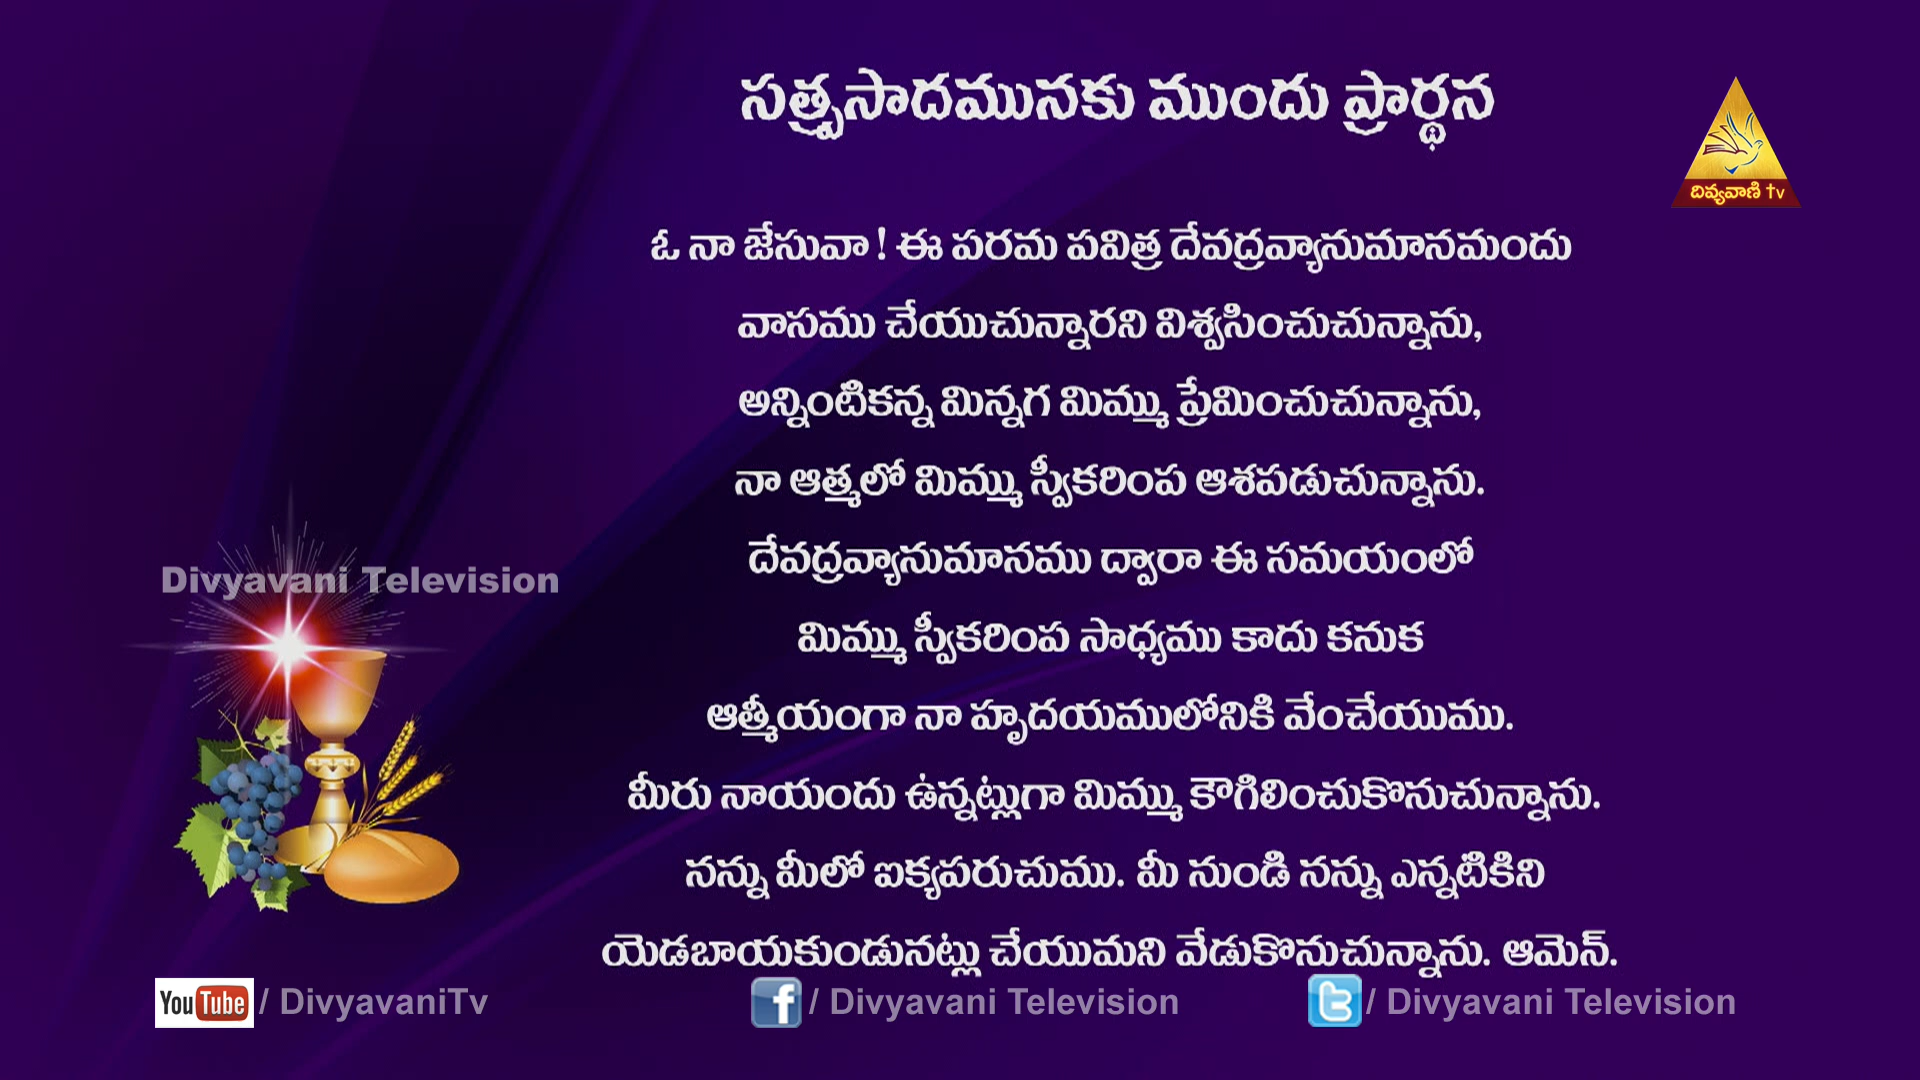 సత్ప్రసాదమునకు ముందు ప్రార్థన
దివ్యవాణి tv
ఓ నా జేసువా! ఈ పరమ పవిత్ర దేవద్రవ్యానుమానమందు
వాసము చేయుచున్నారని విశ్వసించుచున్నాను,
అన్నింటికన్న మిన్నగ మిమ్ము ప్రేమించుచున్నాను,
నా ఆత్మలో మిమ్ము స్వీకరింప ఆశపడుచున్నాను.
దేవద్రవ్యానుమానము ద్వారా ఈ సమయంలో
Divyavani Television
మిమ్ము స్వీకరింప సాధ్యము కాదు కనుక
ఆత్మీయంగా నా హృదయములోనికి వేంచేయుము.
మీరు నాయందు ఉన్నట్లుగా మిమ్ము కౌగిలించుకొనుచున్నాను.
నన్ను మీలో ఐక్యపరుచుము. మీ నుండి నన్ను ఎన్నటికిని
యెడబాయకుండునట్లు చేయుమని వేడుకొనుచున్నాను. ఆమెన్.
YouTube / DivyavaniTv
f / Divyavani Television
t / Divyavani Television